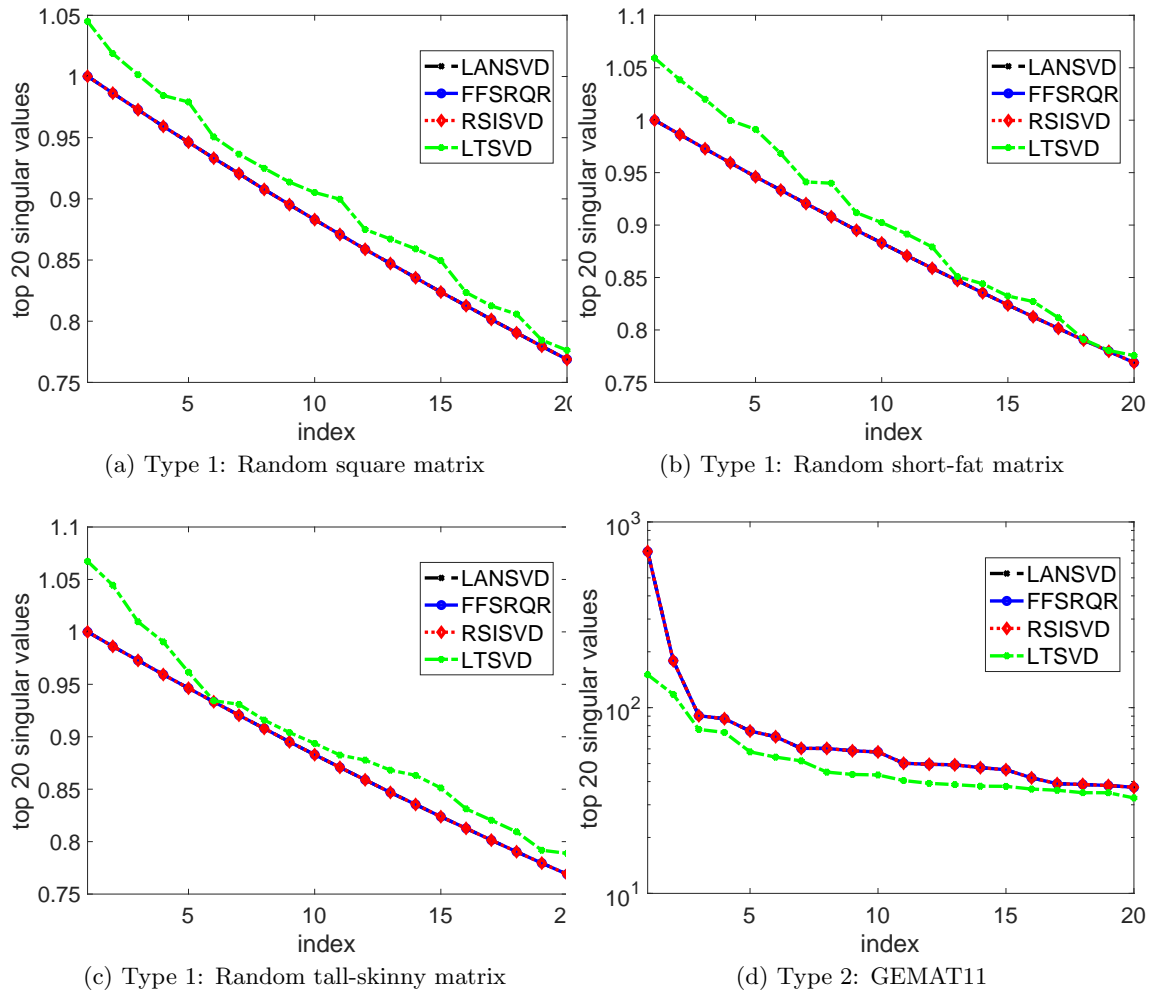 1.05
1
0.95
0.9
0.85
0.8
0.75
top 20 singular values
5
10
15
20
index
LANSVD
FFSRQR
RSISVD
LTSVD
(a) Type 1: Random square matrix
1.1
1.05
1
0.95
0.9
0.85
0.8
0.75
top 20 singular values
5
10
15
20
index
LANSVD
FFSRQR
RSISVD
LTSVD
(b) Type 1: Random short-fat matrix
1.1
1.05
1
0.95
0.9
0.85
0.8
0.75
top 20 singular values
5
10
15
2
index
LANSVD
FFSRQR
RSISVD
LTSVD
(c) Type 1: Random tall-skinny matrix
10^3
10^2
10^1
top 20 singular values
5
10
15
20
index
LANSVD
FFSRQR
RSISVD
LTSVD
(d) Type 2: GEMAT11